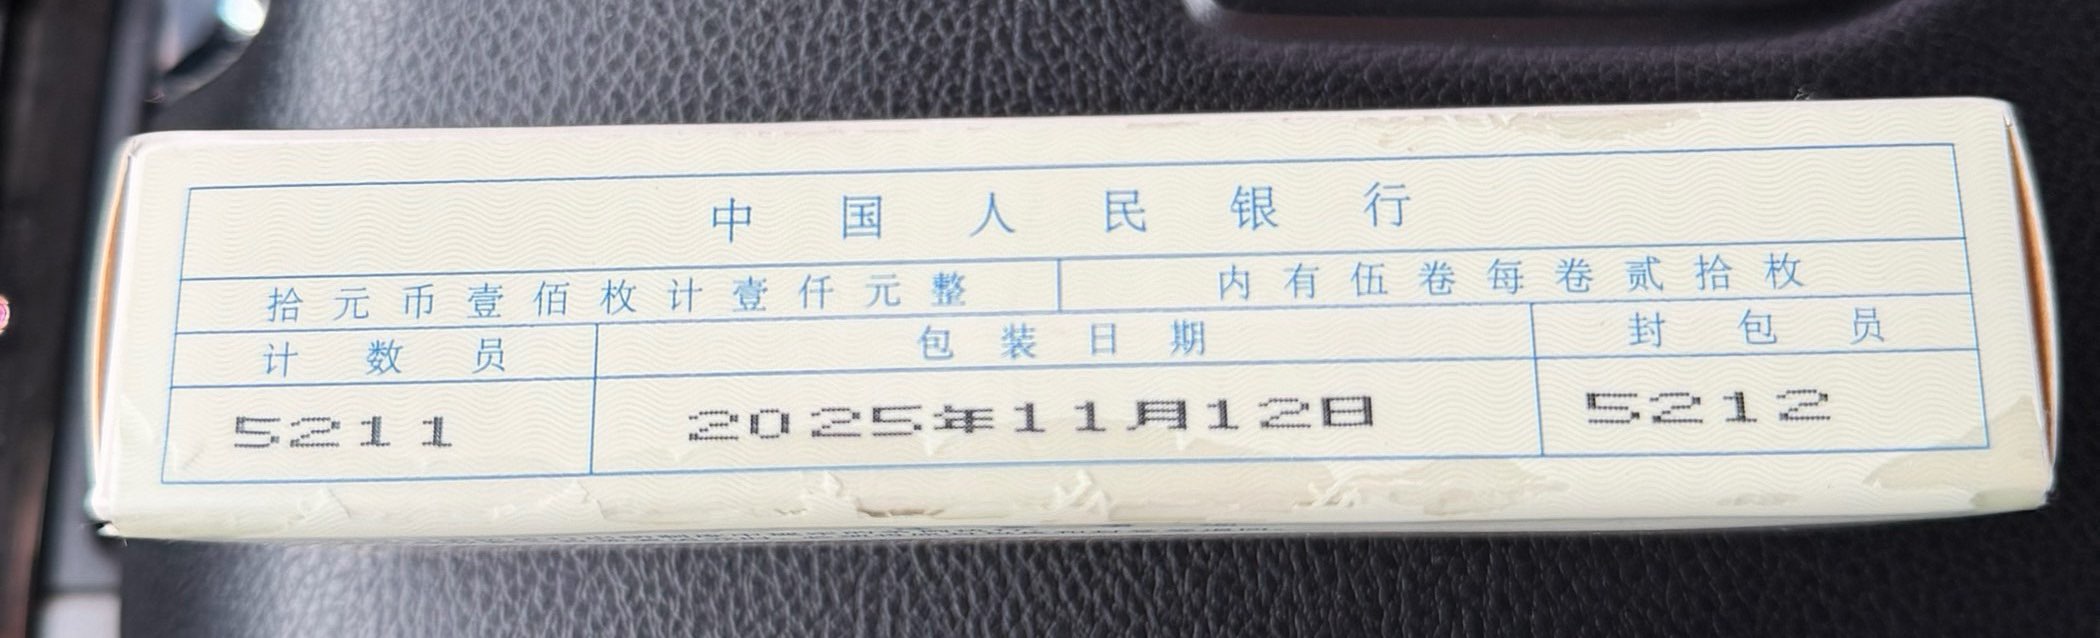 中国人民银行
拾元币壹佰枚计壹仟元整 内有伍卷每卷贰拾枚
计数员 包装日期 封包员
5211 2025年11月12日 5212